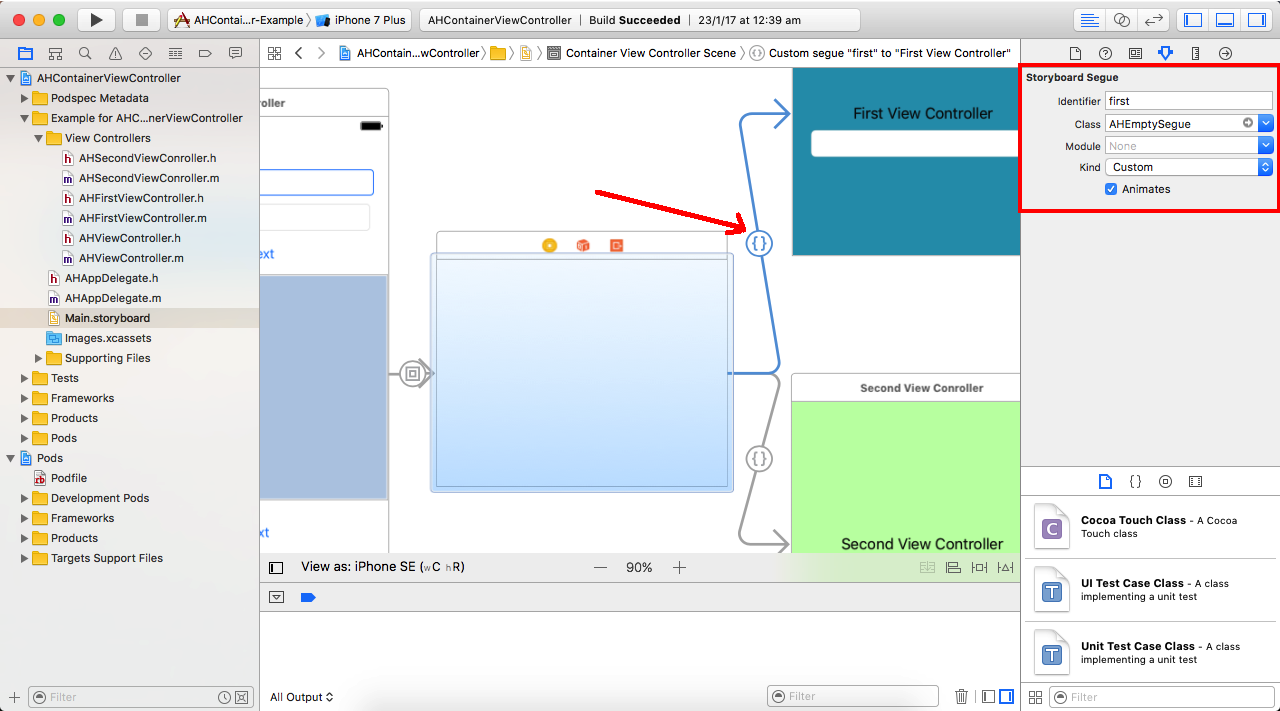 AHContai...r-Example
iPhone 7 Plus
AHContainerViewController
Build Succeeded
23/1/17 at 12:39 am
AHContain...wController
Container View Controller Scene
Custom segue "first" to "First View Controller"
AHContainerViewController
Podspec Metadata
Example for AHC...nerViewController
View Controllers
AHSecondViewConroller.h
AHSecondViewConroller.m
AHFirstViewController.h
AHFirstViewController.m
AHViewController.h
AHViewController.m
AHAppDelegate.h
AHAppDelegate.m
Main.storyboard
Images.xcassets
Supporting Files
Tests
Frameworks
Products
Pods
Pods
Podfile
Development Pods
Frameworks
Products
Targets Support Files
Filter
oller
ext
xt
First View Controller
Second View Conroller
Second View Controller
View as: iPhone SE (wC hR)
90%
All Output
Filter
Storyboard Segue
Identifier first
Class AHEmptySegue
Module None
Kind Custom
Animates
Cocoa Touch Class - A Cocoa
Touch class
UI Test Case Class - A class
implementing a unit test
Unit Test Case Class - A class
implementing a unit test
Filter